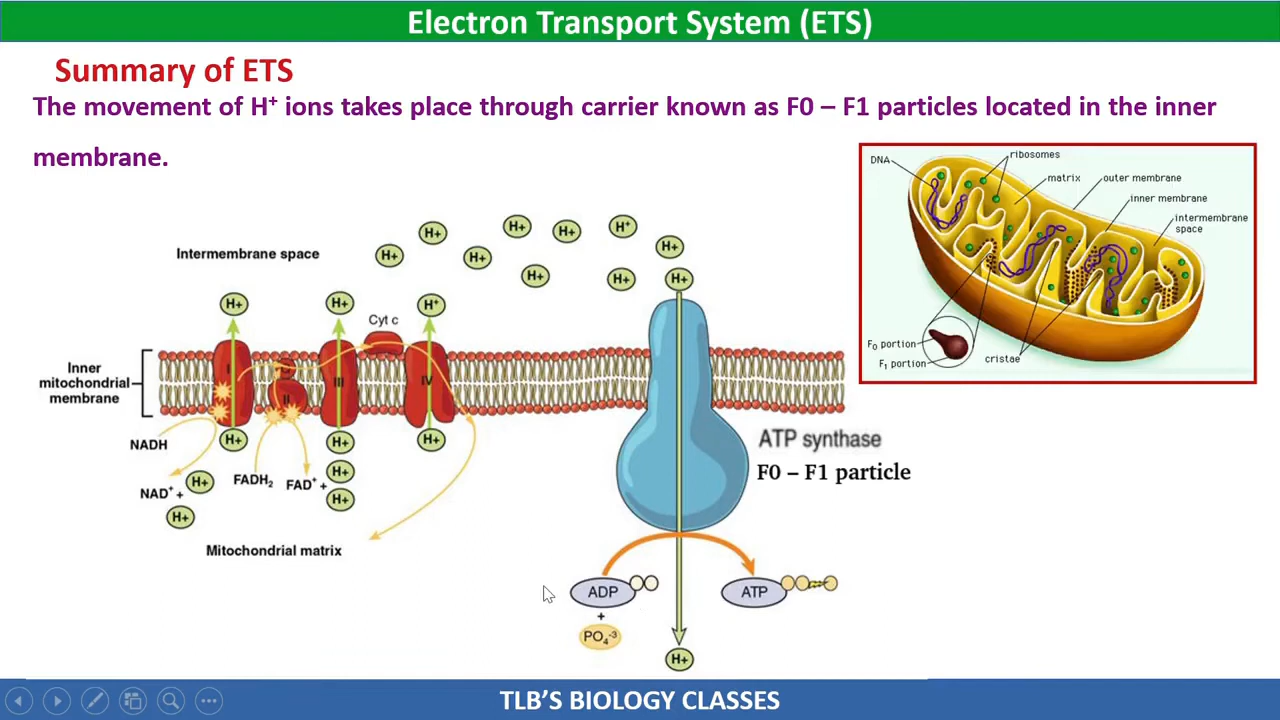 Electron Transport System (ETS)
Summary of ETS
The movement of H⁺ ions takes place through carrier known as F0 – F1 particles located in the inner
membrane.
DNA
ribosomes
matrix
outer membrane
inner membrane
intermembrane
space
F₀ portion
F₁ portion
cristae
Intermembrane space
H+
H+
H+
H+
H+
H+
H⁺
H+
H+
H+
H+
H+
H⁺
Cyt c
Inner
mitochondrial
membrane
I
II
III
IV
NADH
H+
H+
H+
H+
H+
NAD⁺ +
H+
H+
FADH₂
FAD⁺ +
Mitochondrial matrix
ATP synthase
F0 – F1 particle
ADP
+
PO₄⁻³
ATP
H+
TLB'S BIOLOGY CLASSES